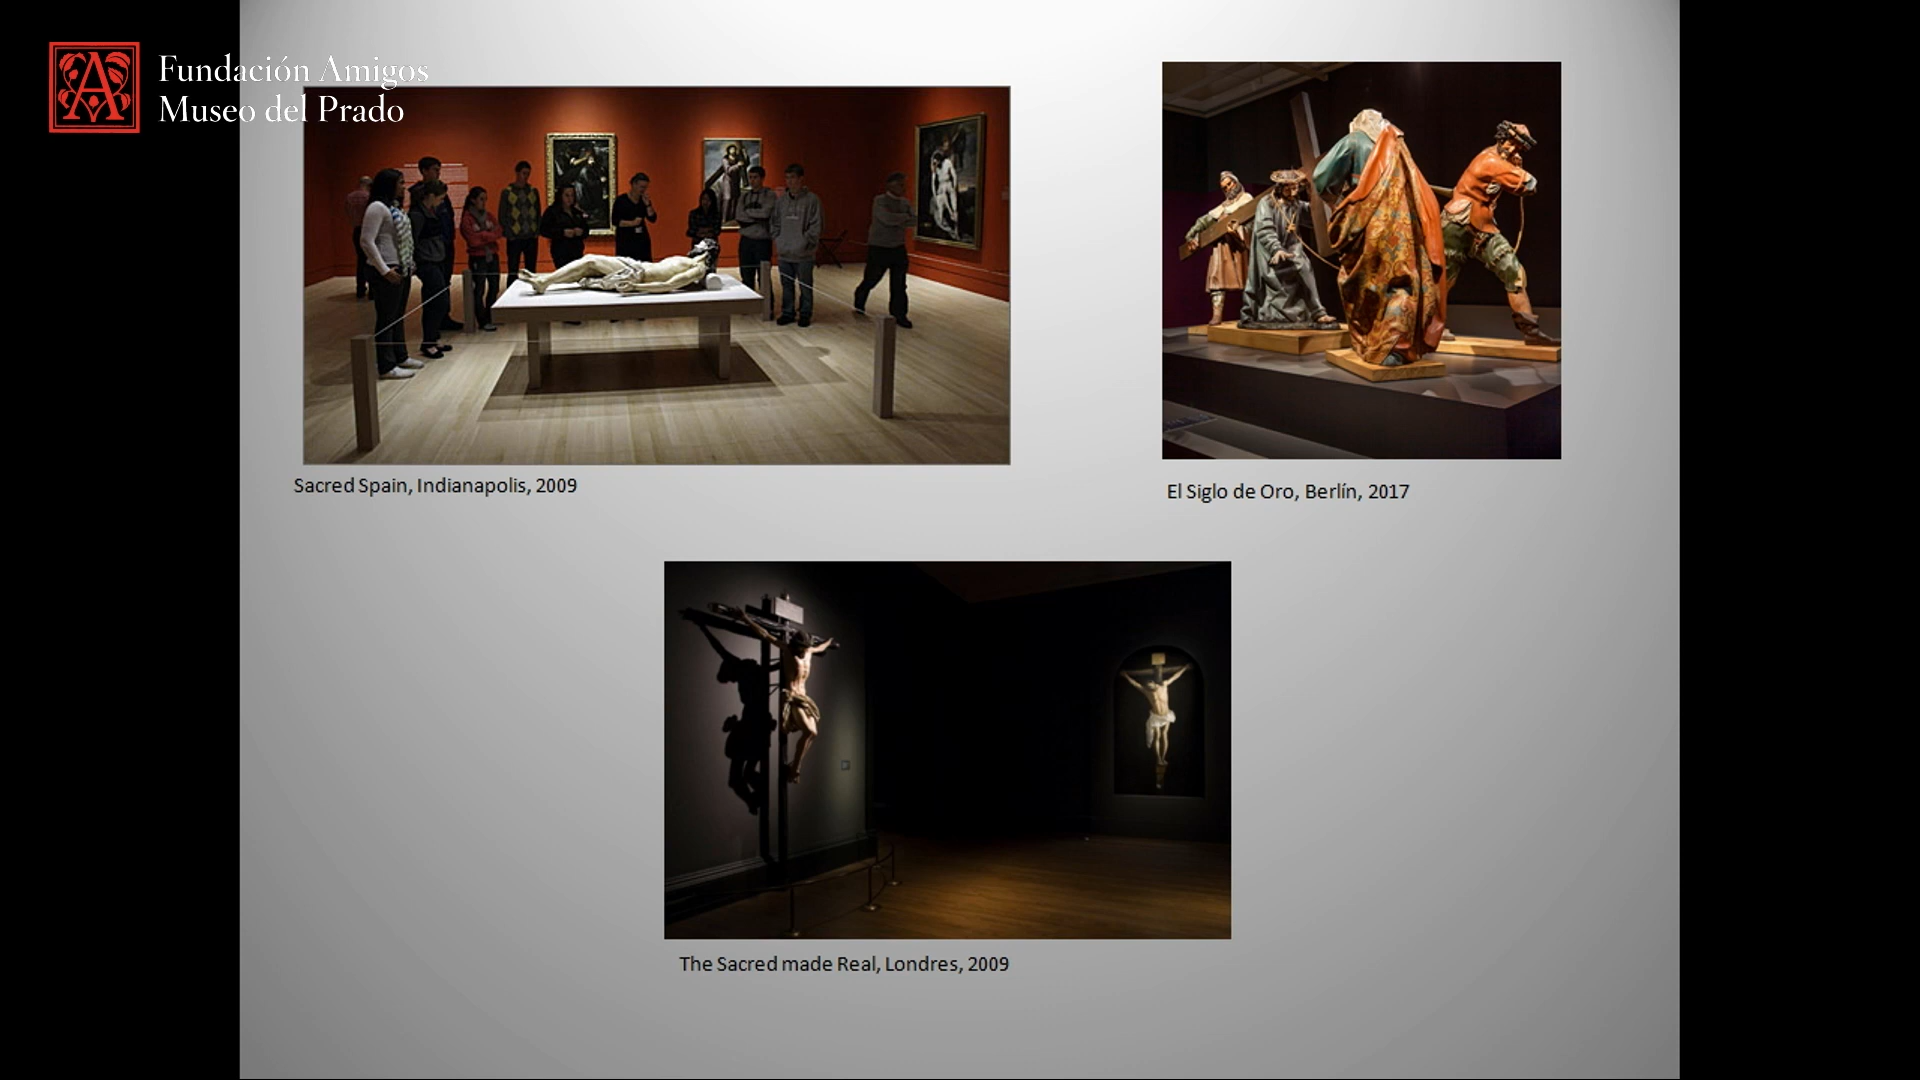 Fundación Amigos
Museo del Prado
Sacred Spain, Indianapolis, 2009
El Siglo de Oro, Berlín, 2017
The Sacred made Real, Londres, 2009